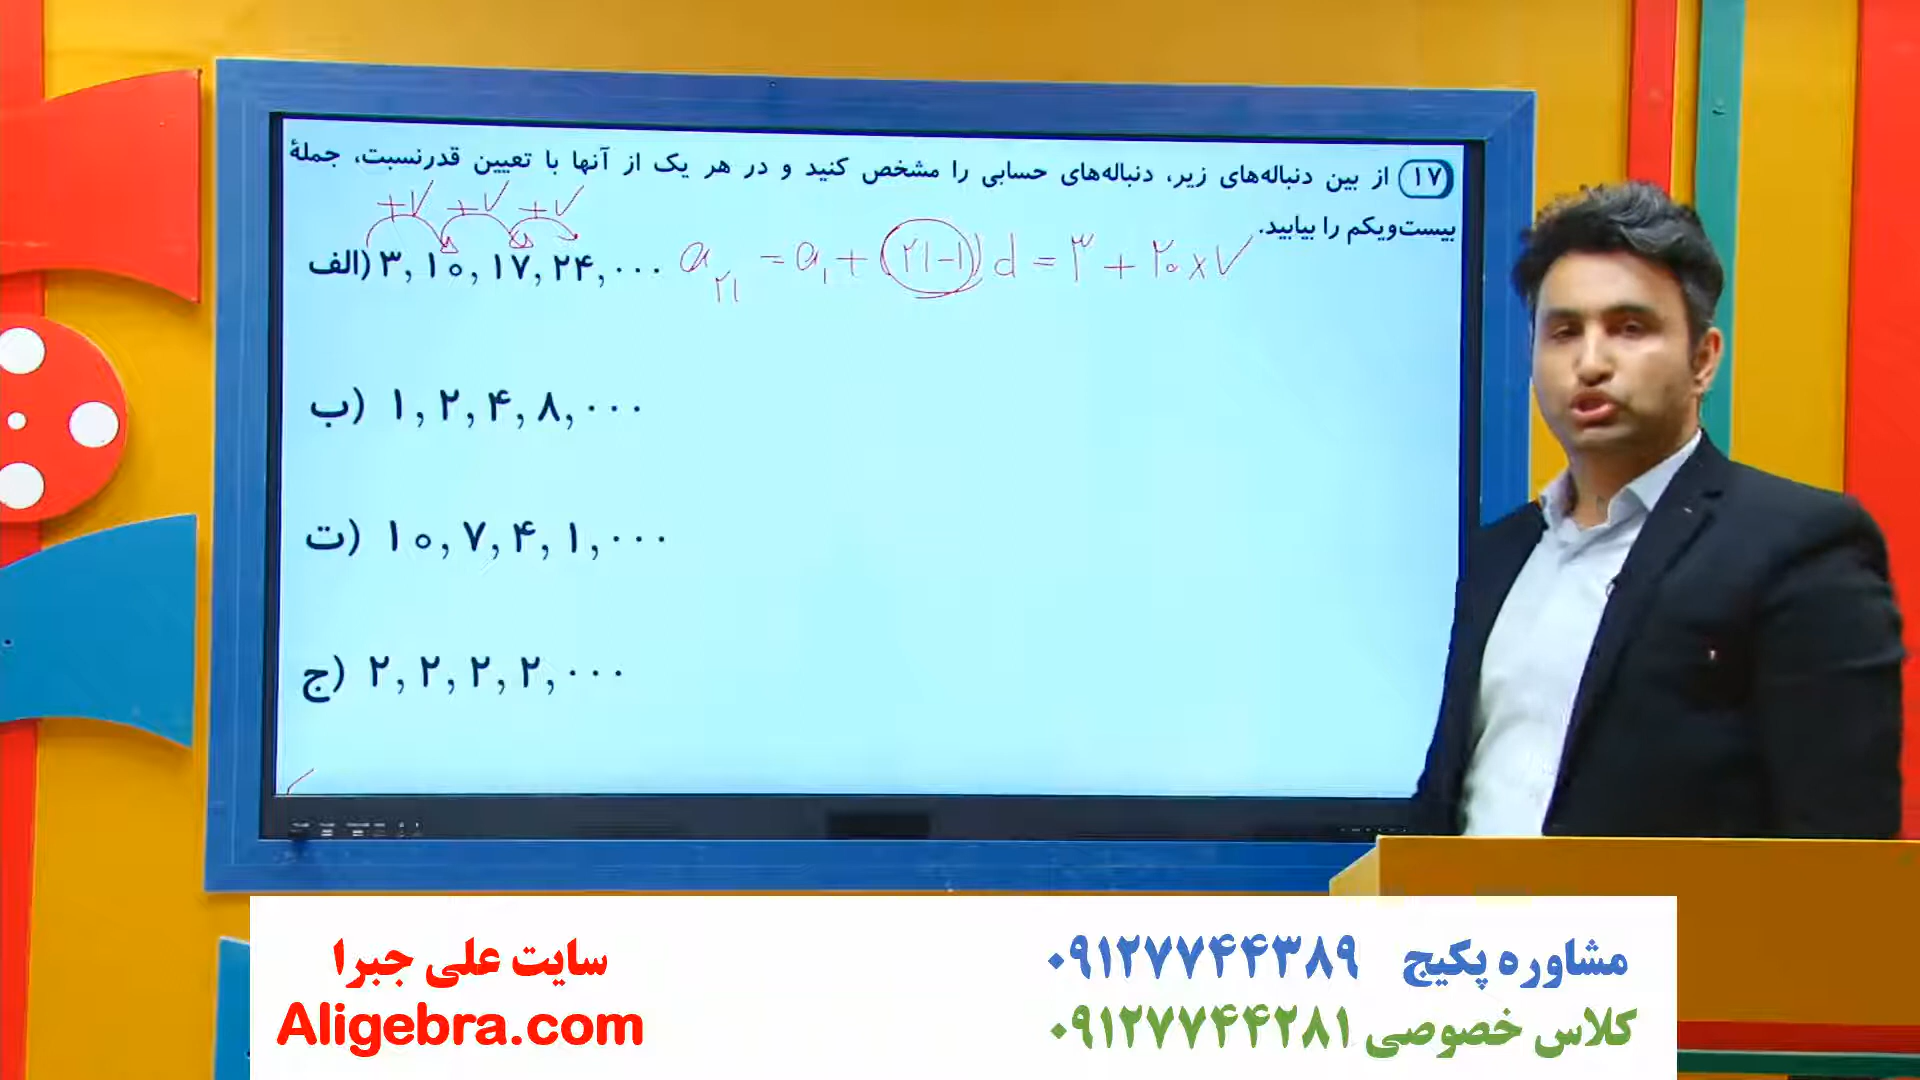 ۱۷ از بین دنباله‌های زیر، دنباله‌های حسابی را مشخص کنید و در هر یک از آنها با تعیین قدرنسبت، جملهٔ
بیست‌ویکم را بیابید.
+۷ +۷ +۷
الف) ۳, ۱۰, ۱۷, ۲۴, ... a۲۱ = a۱ + (۲۱-۱)d = ۳ + ۲۰×۷
ب) ۱, ۲, ۴, ۸, ...
ت) ۱۰, ۷, ۴, ۱, ...
ج) ۲, ۲, ۲, ۲, ...
سایت علی جبرا
Aligebra.com
مشاوره پکیج ۰۹۱۲۷۷۴۴۳۸۹
کلاس خصوصی ۰۹۱۲۷۷۴۴۲۸۱